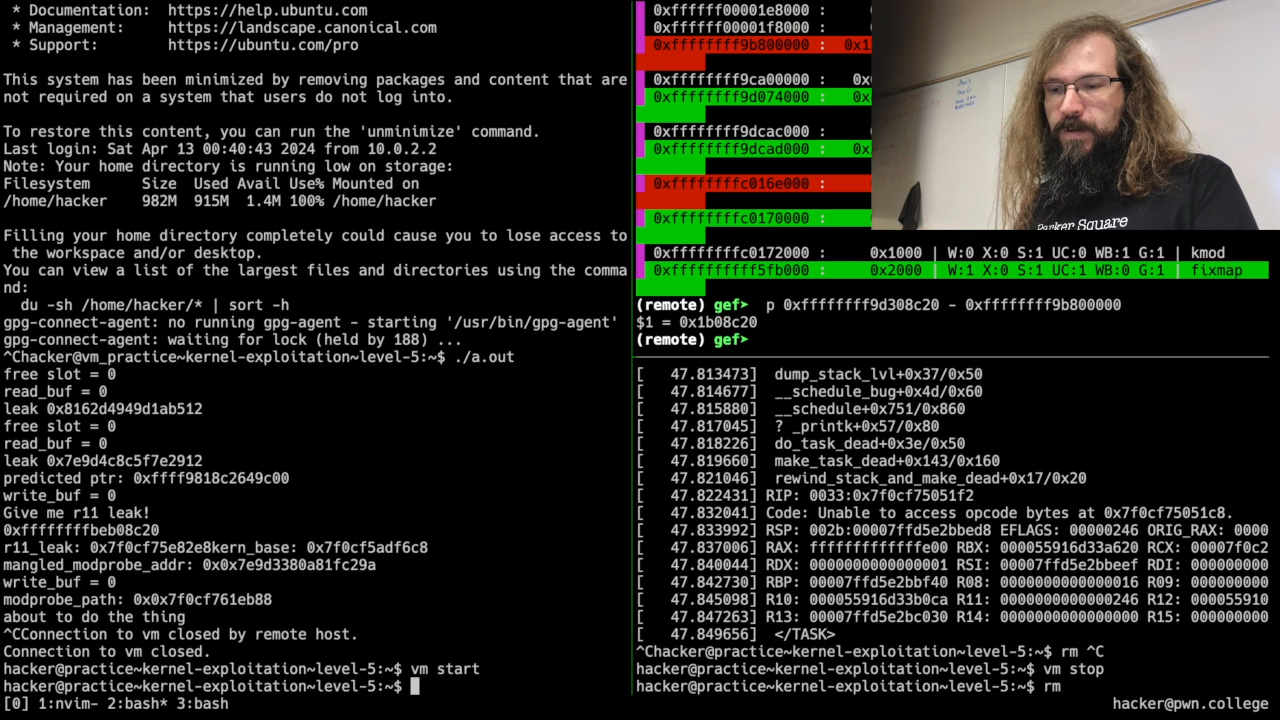 * Documentation:  https://help.ubuntu.com
* Management:     https://landscape.canonical.com
* Support:        https://ubuntu.com/pro
This system has been minimized by removing packages and content that are
not required on a system that users do not log into.
To restore this content, you can run the 'unminimize' command.
Last login: Sat Apr 13 00:40:43 2024 from 10.0.2.2
Note: Your home directory is running low on storage:
Filesystem      Size  Used Avail Use% Mounted on
/home/hacker    982M  915M  1.4M 100% /home/hacker
Filling your home directory completely could cause you to lose access to
the workspace and/or desktop.
You can view a list of the largest files and directories using the comma
nd:
du -sh /home/hacker/* | sort -h
gpg-connect-agent: no running gpg-agent - starting '/usr/bin/gpg-agent'
gpg-connect-agent: waiting for lock (held by 188) ...
^Chacker@vm_practice~kernel-exploitation~level-5:~$ ./a.out
free slot = 0
read_buf = 0
leak 0x8162d4949d1ab512
free slot = 0
read_buf = 0
leak 0x7e9d4c8c5f7e2912
predicted ptr: 0xffff9818c2649c00
write_buf = 0
Give me r11 leak!
0xffffffffbeb08c20
r11_leak: 0x7f0cf75e82e8kern_base: 0x7f0cf5adf6c8
mangled_modprobe_addr: 0x0x7e9d3380a81fc29a
write_buf = 0
modprobe_path: 0x0x7f0cf761eb88
about to do the thing
^CConnection to vm closed by remote host.
Connection to vm closed.
hacker@practice~kernel-exploitation~level-5:~$ vm start
hacker@practice~kernel-exploitation~level-5:~$
0xffffff00001e8000 :
0xffffff00001f8000 :
0xffffffff9b800000 :   0x1
0xffffffff9ca00000 :    0x
0xffffffff9d074000 :    0x
0xffffffff9dcac000 :
0xffffffff9dcad000 :    0x
0xffffffffc016e000 :
0xffffffffc0170000 :
0xffffffffc0172000 :       0x1000 | W:0 X:0 S:1 UC:0 WB:1 G:1 | kmod
0xffffffffff5fb000 :       0x2000 | W:1 X:0 S:1 UC:1 WB:0 G:1 | fixmap
(remote) gef➤  p 0xffffffff9d308c20 - 0xffffffff9b800000
$1 = 0x1b08c20
(remote) gef➤
[   47.813473]  dump_stack_lvl+0x37/0x50
[   47.814677]  __schedule_bug+0x4d/0x60
[   47.815880]  __schedule+0x751/0x860
[   47.817045]  ? _printk+0x57/0x80
[   47.818226]  do_task_dead+0x3e/0x50
[   47.819660]  make_task_dead+0x143/0x160
[   47.821046]  rewind_stack_and_make_dead+0x17/0x20
[   47.822431] RIP: 0033:0x7f0cf75051f2
[   47.832041] Code: Unable to access opcode bytes at 0x7f0cf75051c8.
[   47.833992] RSP: 002b:00007ffd5e2bbed8 EFLAGS: 00000246 ORIG_RAX: 0000
[   47.837006] RAX: fffffffffffffe00 RBX: 000055916d33a620 RCX: 00007f0c2
[   47.840044] RDX: 0000000000000001 RSI: 00007ffd5e2bbeef RDI: 000000000
[   47.842730] RBP: 00007ffd5e2bbf40 R08: 0000000000000016 R09: 000000000
[   47.845098] R10: 000055916d33b0ca R11: 0000000000000246 R12: 000055910
[   47.847263] R13: 00007ffd5e2bc030 R14: 0000000000000000 R15: 000000000
[   47.849656]  </TASK>
^Chacker@practice~kernel-exploitation~level-5:~$ rm ^C
hacker@practice~kernel-exploitation~level-5:~$ vm stop
hacker@practice~kernel-exploitation~level-5:~$ rm
Parker Square
[0] 1:nvim- 2:bash* 3:bash
hacker@pwn.college